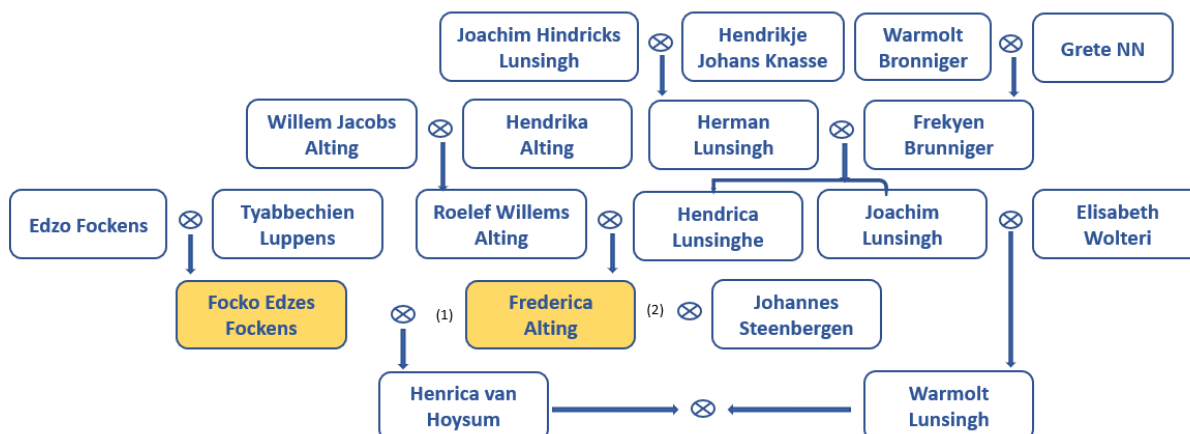 Joachim Hindricks
Lunsingh
Hendrikje
Johans Knasse
Warmolt
Bronniger
Grete NN
Willem Jacobs
Alting
Hendrika
Alting
Herman
Lunsingh
Frekyen
Brunniger
Edzo Fockens
Tyabbechien
Luppens
Roelef Willems
Alting
Hendrica
Lunsinghe
Joachim
Lunsingh
Elisabeth
Wolteri
Focko Edzes
Fockens
(1)
Frederica
Alting
(2)
Johannes
Steenbergen
Henrica van
Hoysum
Warmolt
Lunsingh